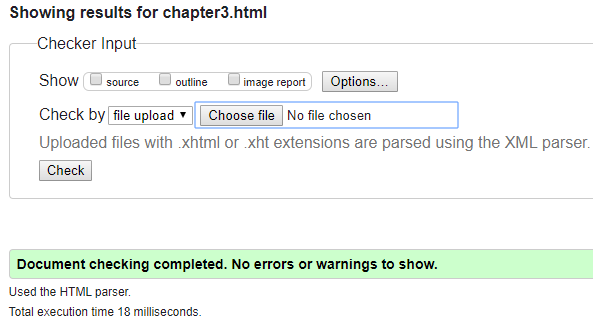 Showing results for chapter3.html
Checker Input
Show source outline image report Options...
Check by file upload Choose file No file chosen
Uploaded files with .xhtml or .xht extensions are parsed using the XML parser.
Check
Document checking completed. No errors or warnings to show.
Used the HTML parser.
Total execution time 18 milliseconds.